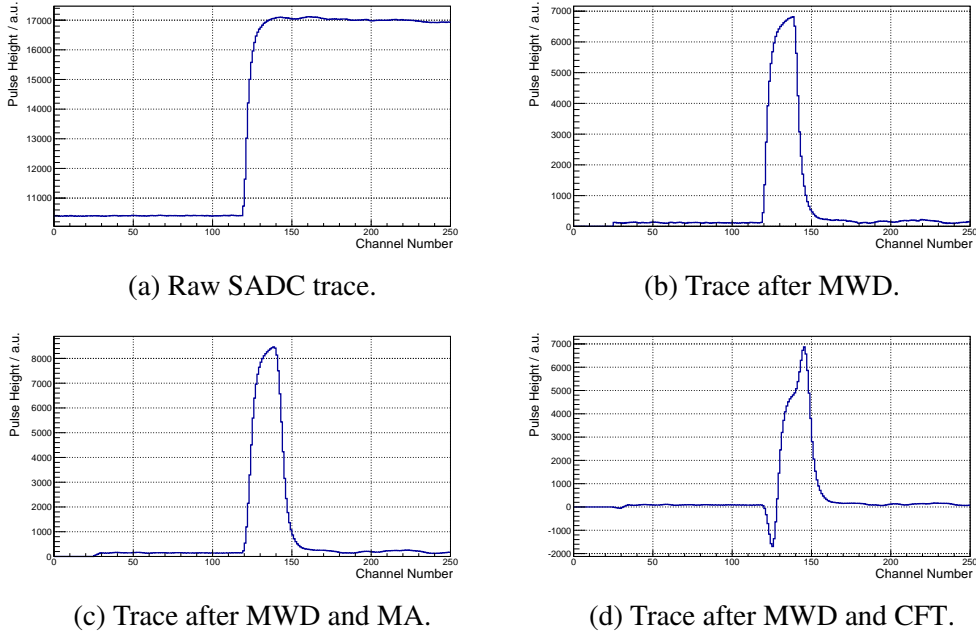 Pulse Height / a.u.
17000
16000
15000
14000
13000
12000
11000
0 50 100 150 200 250
Channel Number
(a) Raw SADC trace.
Pulse Height / a.u.
7000
6000
5000
4000
3000
2000
1000
0
0 50 100 150 200 250
Channel Number
(b) Trace after MWD.
Pulse Height / a.u.
8000
7000
6000
5000
4000
3000
2000
1000
0
0 50 100 150 200 250
Channel Number
(c) Trace after MWD and MA.
Pulse Height / a.u.
7000
6000
5000
4000
3000
2000
1000
0
-1000
-2000
0 50 100 150 200 250
Channel Number
(d) Trace after MWD and CFT.